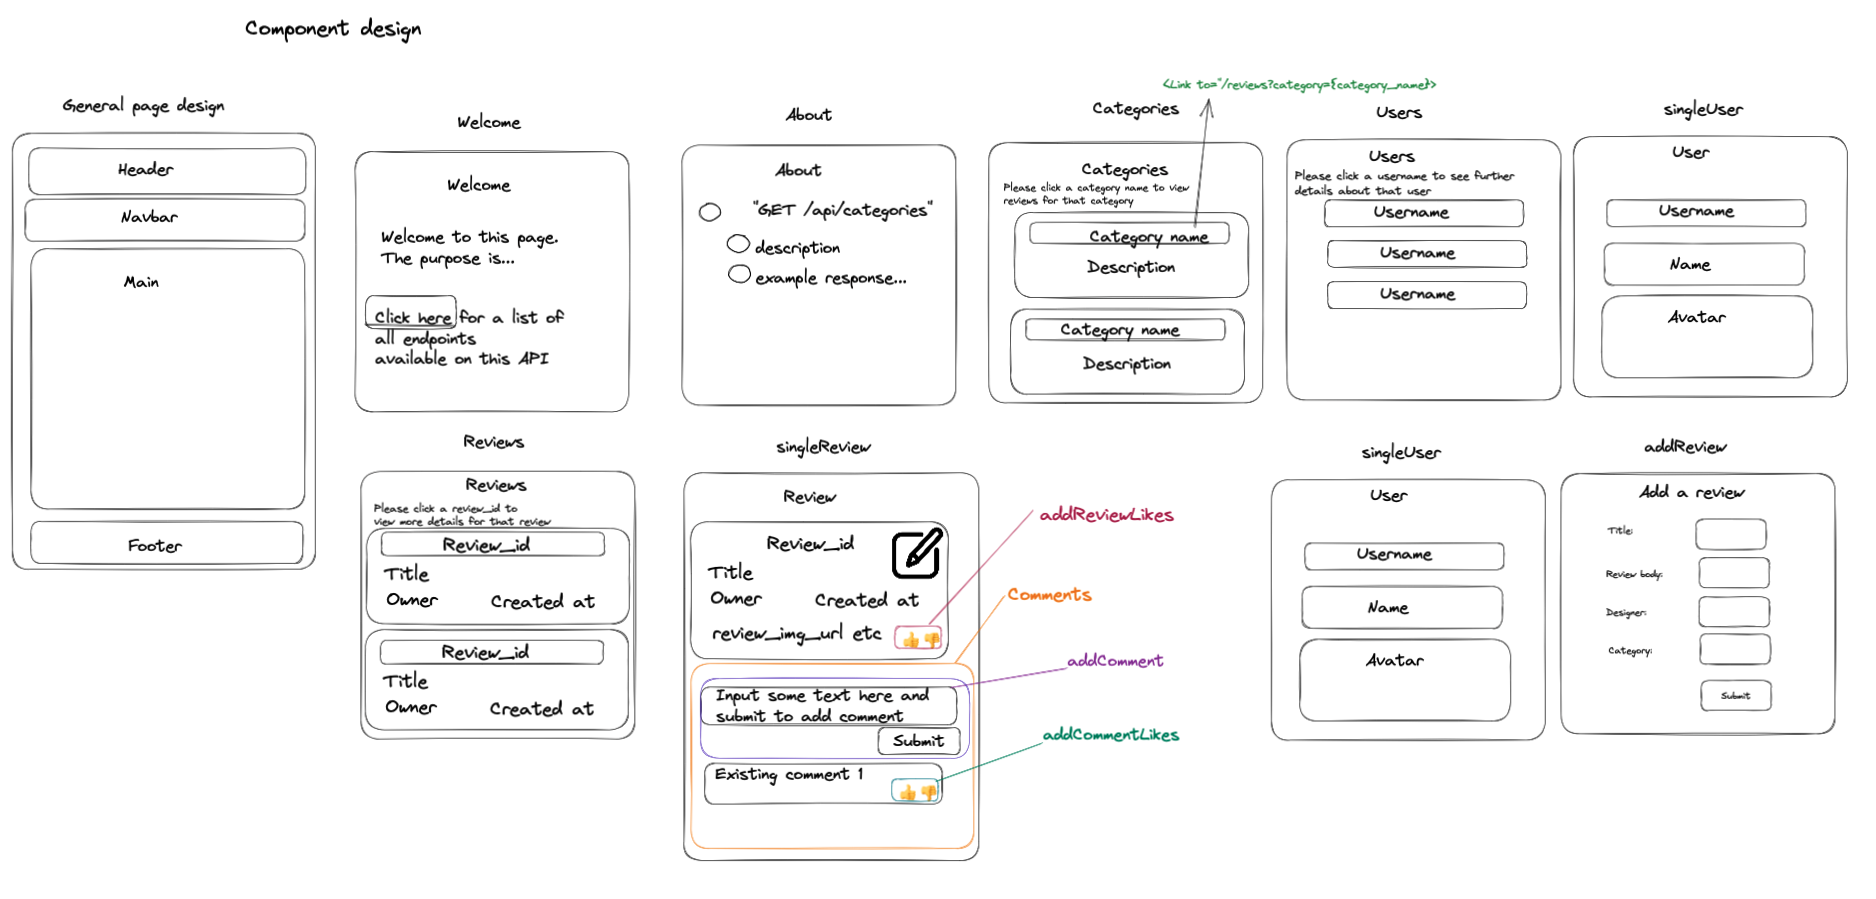 Component design
General page design
Header
Navbar
Main
Footer
Welcome
Welcome
Welcome to this page.
The purpose is...
Click here for a list of
all endpoints
available on this API
About
About
"GET /api/categories"
description
example response...
<Link to="/reviews?category={category_name}>
Categories
Categories
Please click a category name to view
reviews for that category
Category name
Description
Category name
Description
Users
Users
Please click a username to see further
details about that user
Username
Username
Username
singleUser
User
Username
Name
Avatar
Reviews
Reviews
Please click a review_id to
view more details for that review
Review_id
Title
Owner Created at
Review_id
Title
Owner Created at
singleReview
Review
Review_id
Title
Owner Created at
review_img_url etc
addReviewLikes
Comments
addComment
Input some text here and
submit to add comment
Submit
addCommentLikes
Existing comment 1
singleUser
User
Username
Name
Avatar
addReview
Add a review
Title:
Review body:
Designer:
Category:
Submit